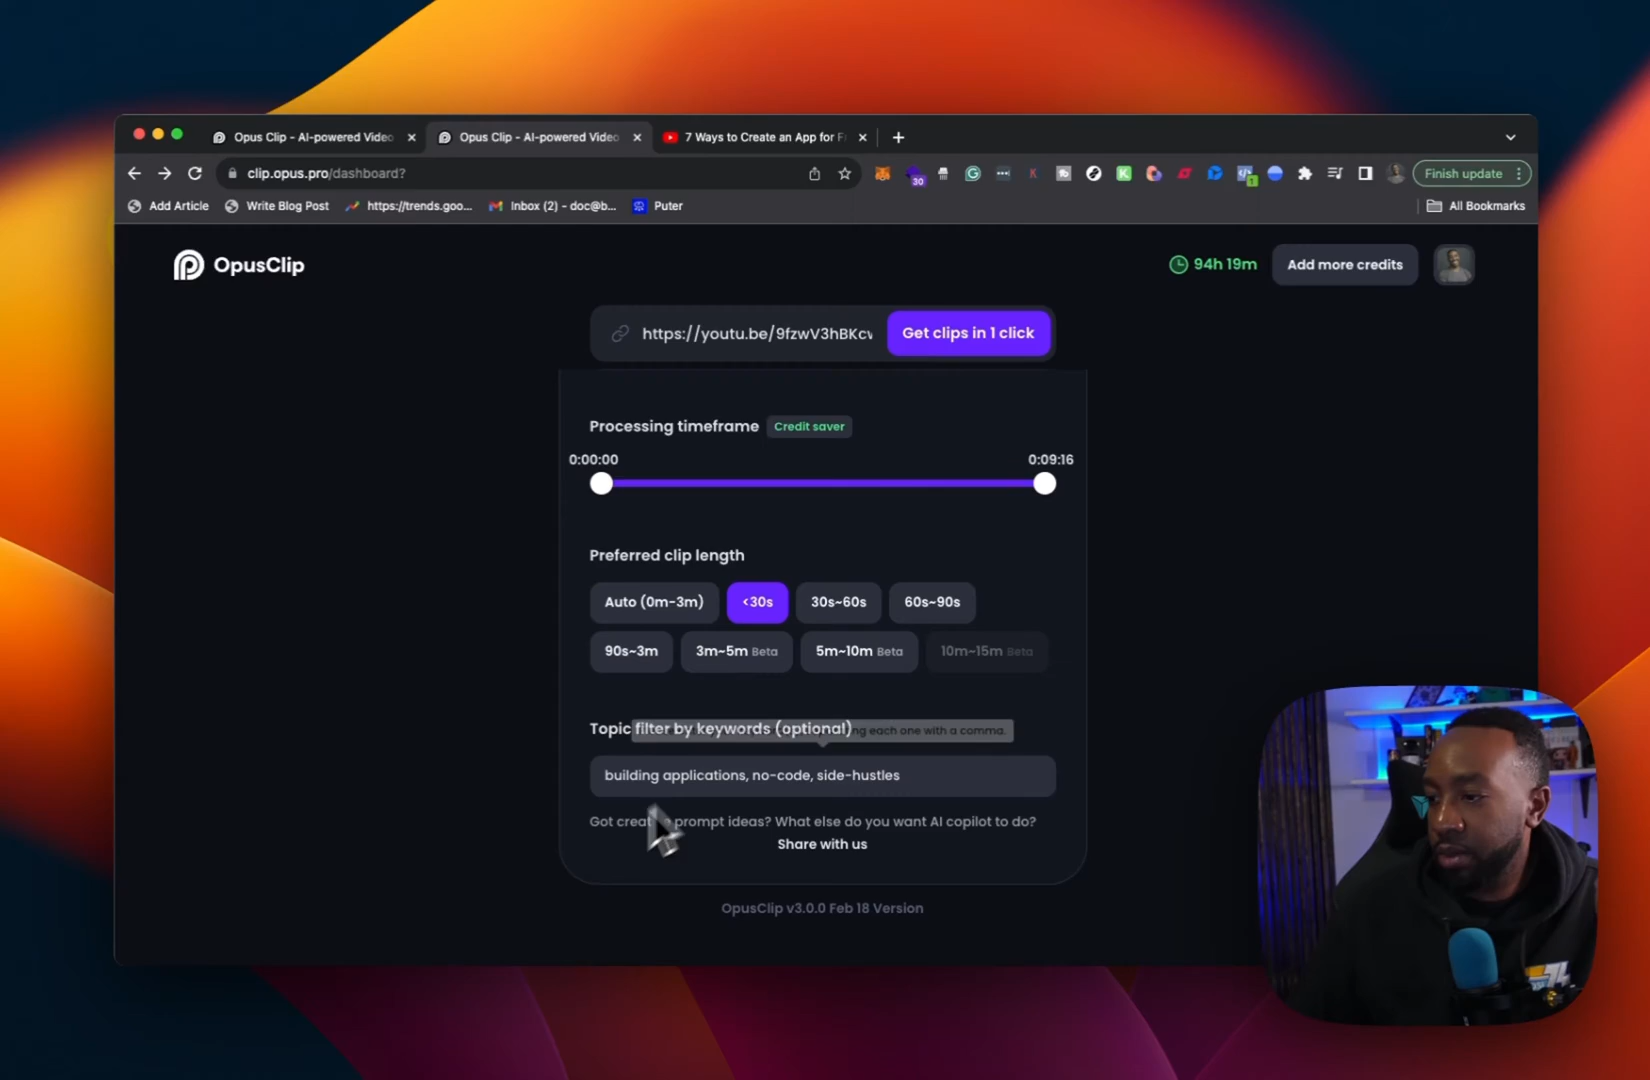 Opus Clip - AI-powered Video
Opus Clip - AI-powered Video
7 Ways to Create an App for F
clip.opus.pro/dashboard?
30
1
Finish update
Add Article
Write Blog Post
https://trends.goo...
Inbox (2) - doc@b...
Puter
All Bookmarks
OpusClip
94h 19m
Add more credits
https://youtu.be/9fzwV3hBKcv
Get clips in 1 click
Processing timeframe
Credit saver
0:00:00
0:09:16
Preferred clip length
Auto (0m-3m)
<30s
30s~60s
60s~90s
90s~3m
3m~5m Beta
5m~10m Beta
10m~15m Beta
Topic filter by keywords (optional)
each one with a comma.
building applications, no-code, side-hustles
Got prompt ideas? What else do you want AI copilot to do?
Share with us
OpusClip v3.0.0 Feb 18 Version